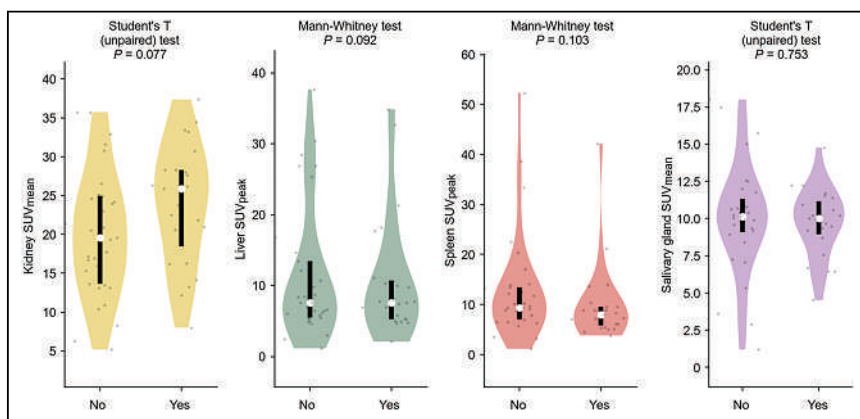 Student's T
(unpaired) test
P = 0.077
Kidney SUVmean
40
35
30
25
20
15
10
5
No
Yes
Mann-Whitney test
P = 0.092
Liver SUVpeak
40
30
20
10
0
No
Yes
Mann-Whitney test
P = 0.103
Spleen SUVpeak
60
50
40
30
20
10
0
No
Yes
Student's T
(unpaired) test
P = 0.753
Salivary gland SUVmean
20.0
17.5
15.0
12.5
10.0
7.5
5.0
2.5
0
No
Yes